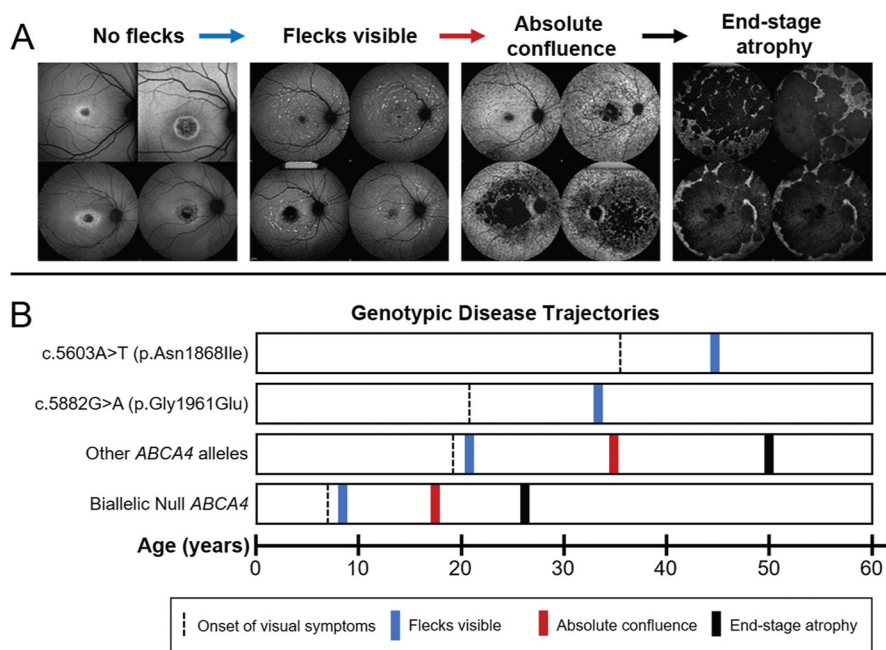 A
No flecks
Flecks visible
Absolute
confluence
End-stage
atrophy
B
Genotypic Disease Trajectories
c.5603A>T (p.Asn1868Ile)
c.5882G>A (p.Gly1961Glu)
Other ABCA4 alleles
Biallelic Null ABCA4
Age (years)
0 10 20 30 40 50 60
Onset of visual symptoms Flecks visible Absolute confluence End-stage atrophy